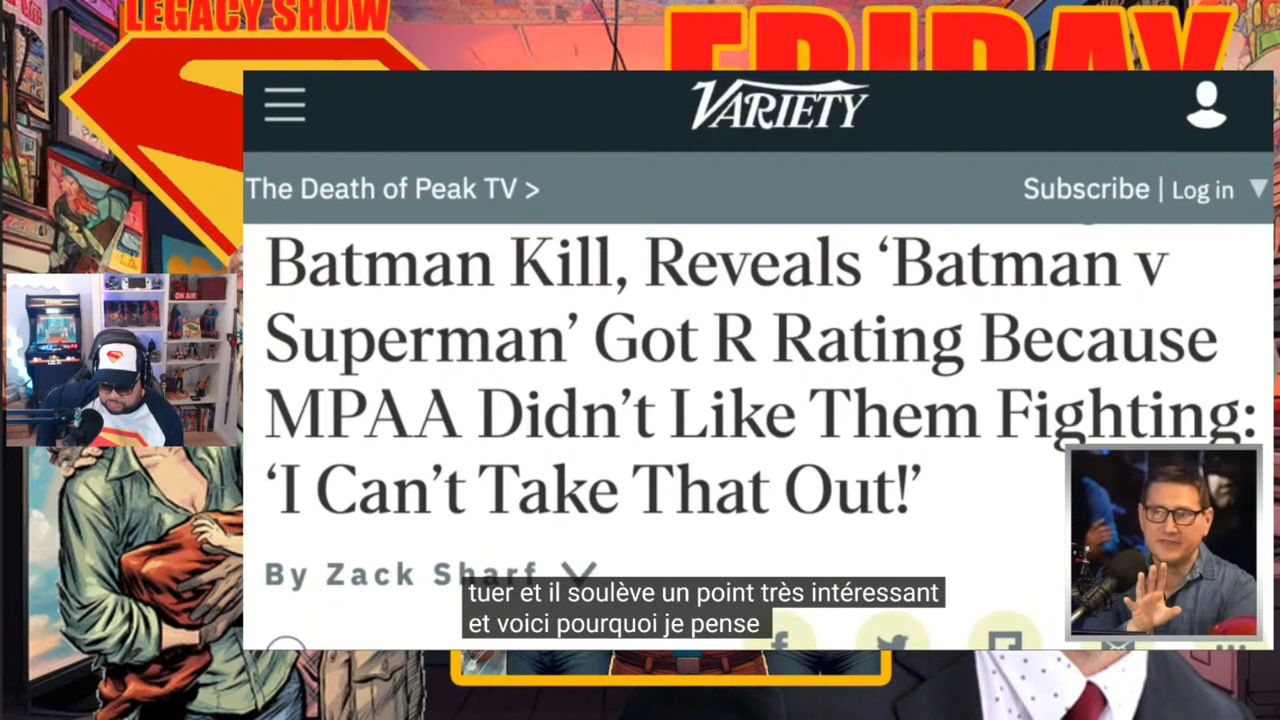 LEGACY SHOW
FRIDAY
VARIETY
The Death of Peak TV >
Subscribe | Log in
Batman Kill, Reveals ‘Batman v
Superman’ Got R Rating Because
MPAA Didn’t Like Them Fighting:
‘I Can’t Take That Out!’
ON AIR
By Zack Sharf
tuer et il soulève un point très intéressant
et voici pourquoi je pense